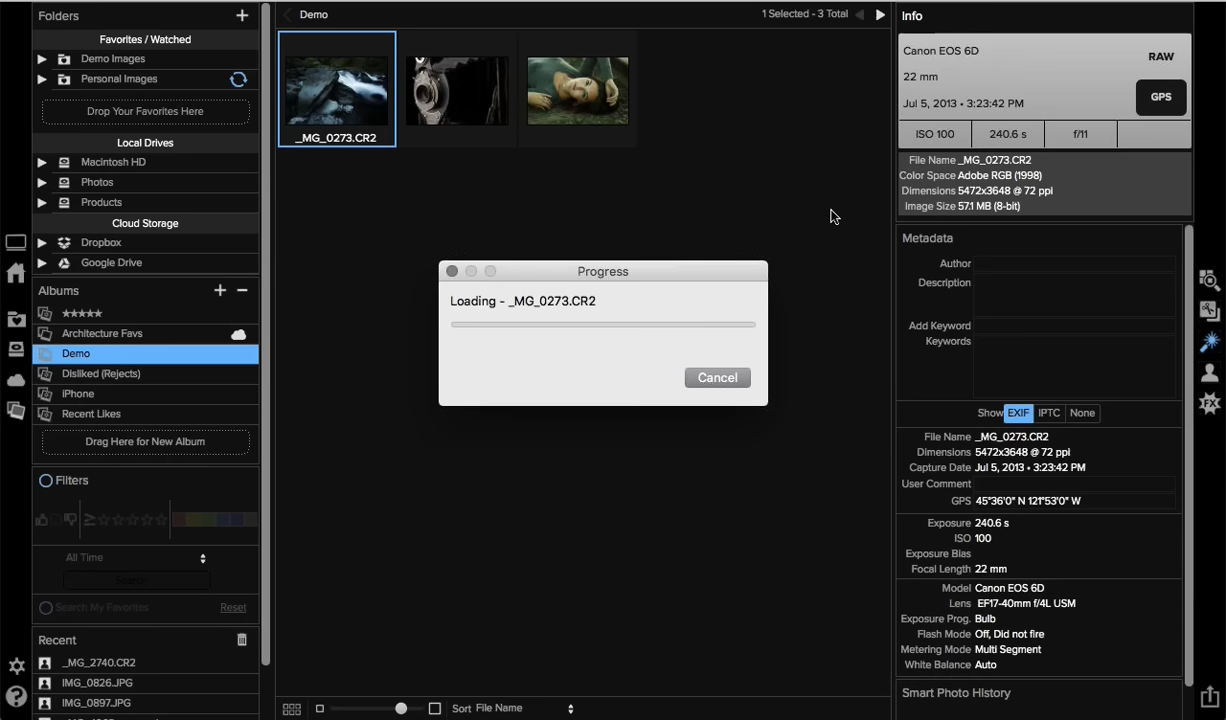 Folders
Favorites / Watched
Demo Images
Personal Images
Drop Your Favorites Here
Local Drives
Macintosh HD
Photos
Products
Cloud Storage
Dropbox
Google Drive
Albums
★★★★★
Architecture Favs
Demo
Disliked (Rejects)
iPhone
Recent Likes
Drag Here for New Album
Filters
All Time
Search
Search My Favorites
Reset
Recent
_MG_2740.CR2
IMG_0826.JPG
IMG_0897.JPG
Demo
1 Selected - 3 Total
_MG_0273.CR2
Progress
Loading - _MG_0273.CR2
Cancel
Sort File Name
Info
Canon EOS 6D
RAW
22 mm
Jul 5, 2013 • 3:23:42 PM
GPS
ISO 100 240.6 s f/11
File Name _MG_0273.CR2
Color Space Adobe RGB (1998)
Dimensions 5472x3648 @ 72 ppi
Image Size 57.1 MB (8-bit)
Metadata
Author
Description
Add Keyword
Keywords
Show EXIF IPTC None
File Name _MG_0273.CR2
Dimensions 5472x3648 @ 72 ppi
Capture Date Jul 5, 2013 • 3:23:42 PM
User Comment
GPS 45°36'0" N 121°53'0" W
Exposure 240.6 s
ISO 100
Exposure Bias
Focal Length 22 mm
Model Canon EOS 6D
Lens EF17-40mm f/4L USM
Exposure Prog. Bulb
Flash Mode Off, Did not fire
Metering Mode Multi Segment
White Balance Auto
Smart Photo History
FX